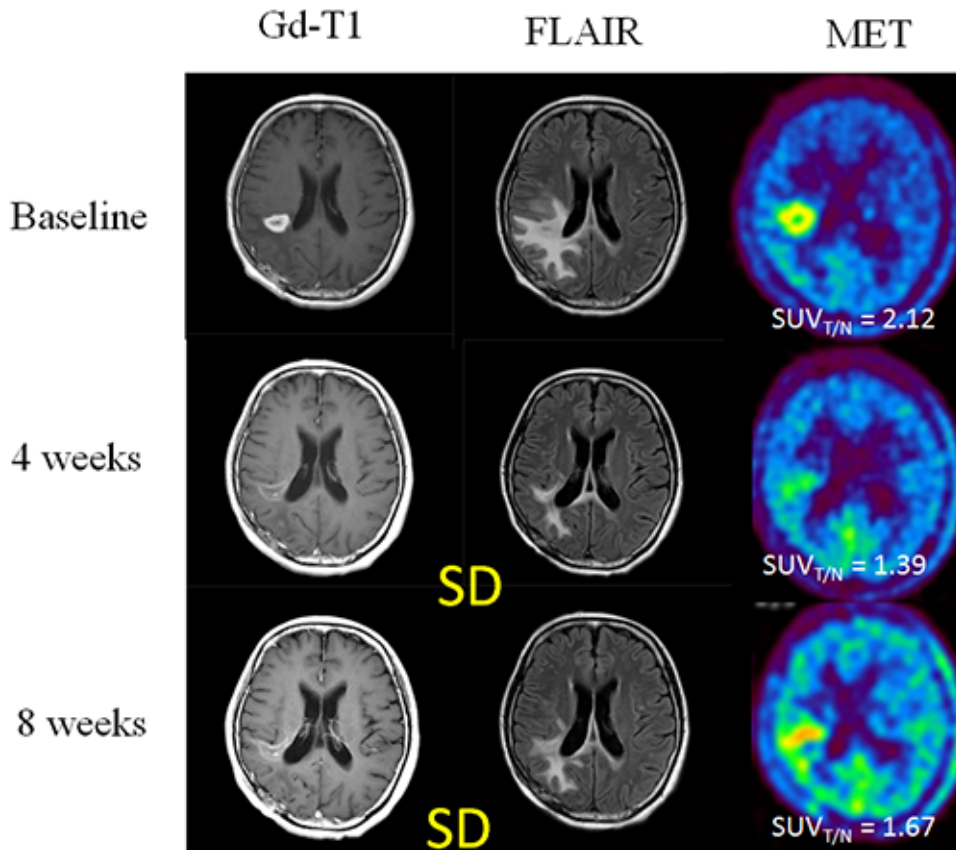 Gd-T1 FLAIR MET
Baseline
SUVT/N = 2.12
4 weeks
SUVT/N = 1.39
SD
8 weeks
SUVT/N = 1.67
SD